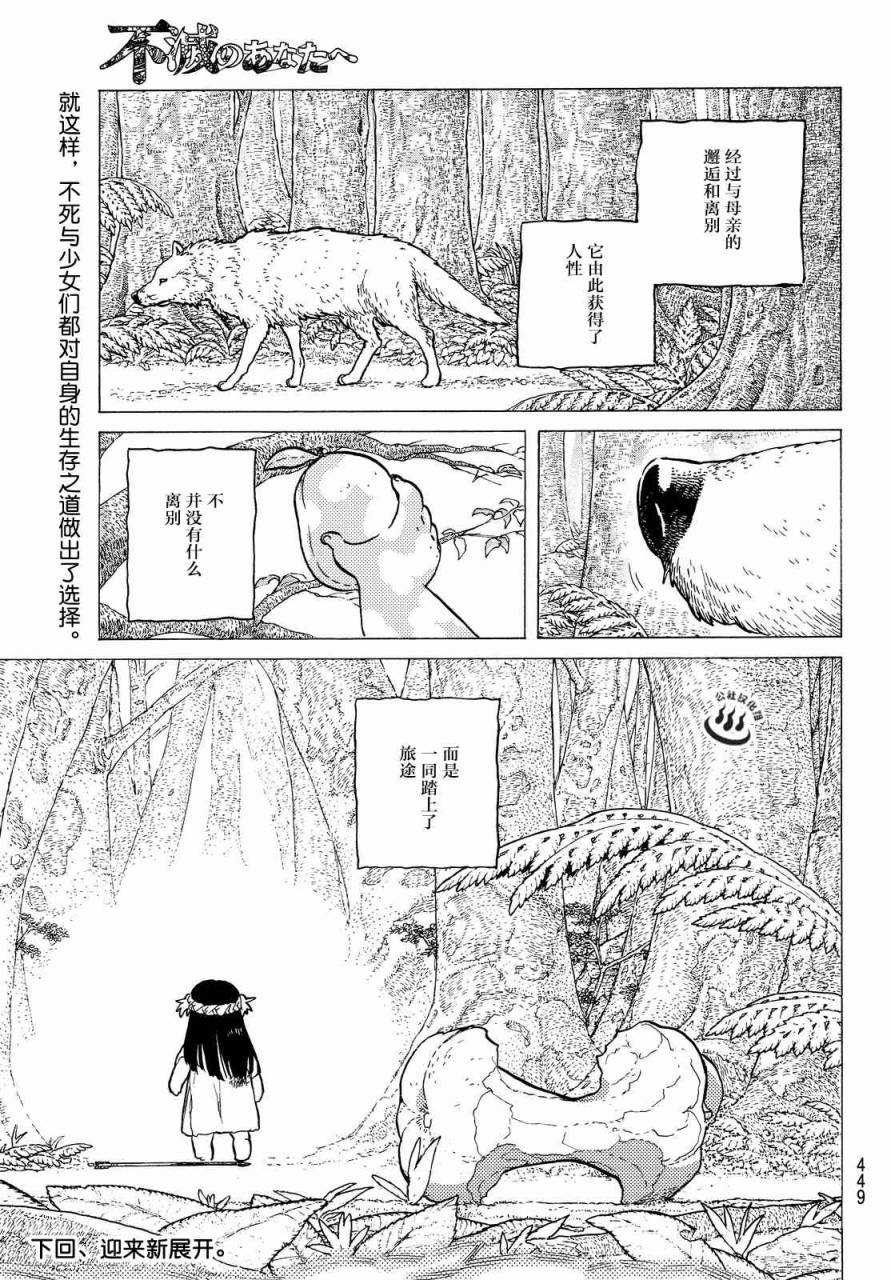 不滅のあなたへ
就这样，不死与少女们都对自身的生存之道做出了选择。
经过与母亲的
邂逅和离别
它由此获得了
人性
不
并没有什么
离别
而是
一同踏上了
旅途
公社汉化组
下回、迎来新展开。
449